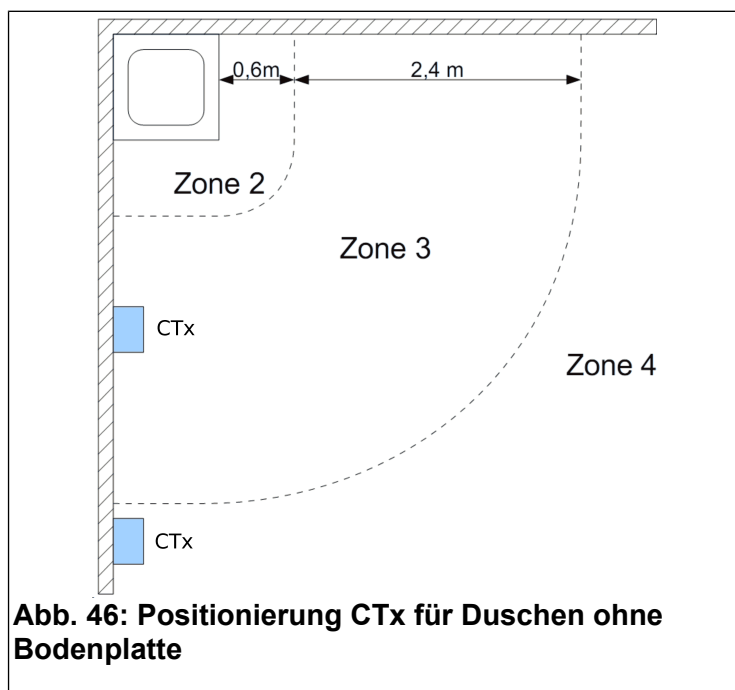 0,6m
2,4 m
Zone 2
Zone 3
CTx
Zone 4
CTx
Abb. 46: Positionierung CTx für Duschen ohne
Bodenplatte